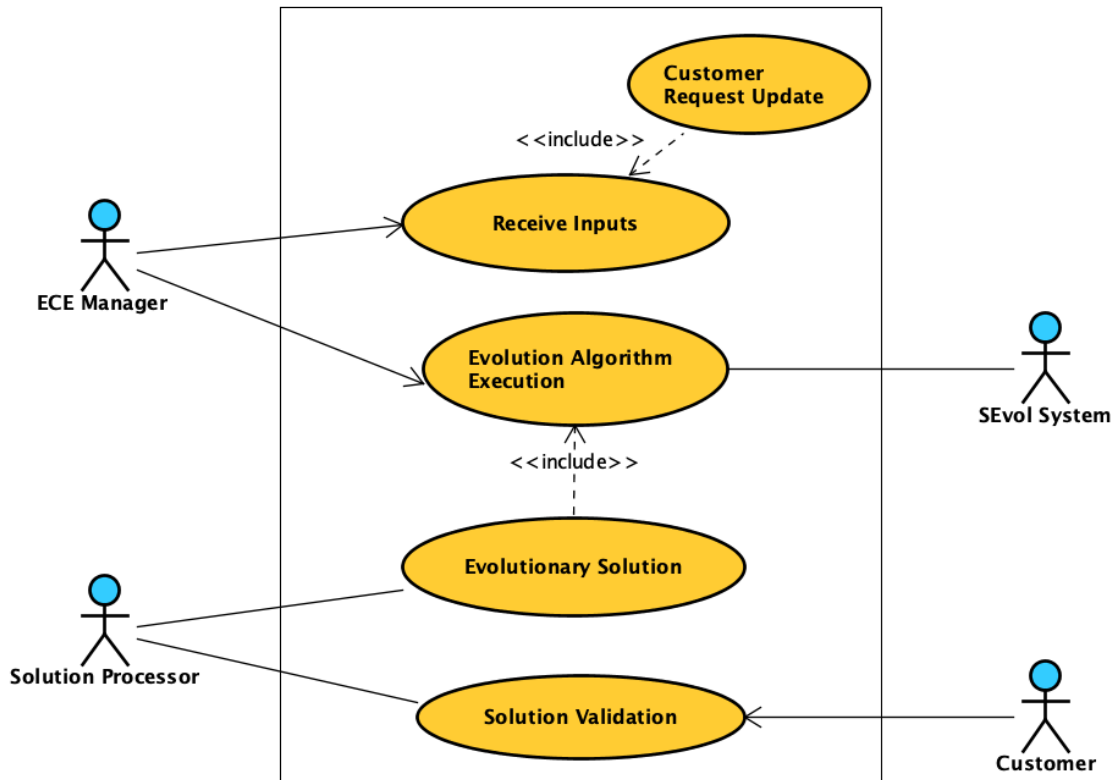 Customer
Request Update
<<include>>
Receive Inputs
ECE Manager
Evolution Algorithm
Execution
SEvol System
<<include>>
Evolutionary Solution
Solution Processor
Solution Validation
Customer